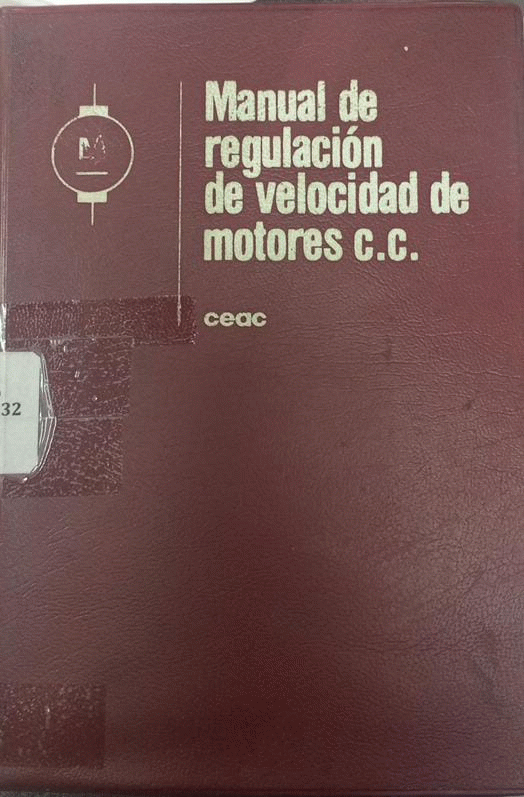 Manual de
regulación
de velocidad de
motores c.c.
ceac
32